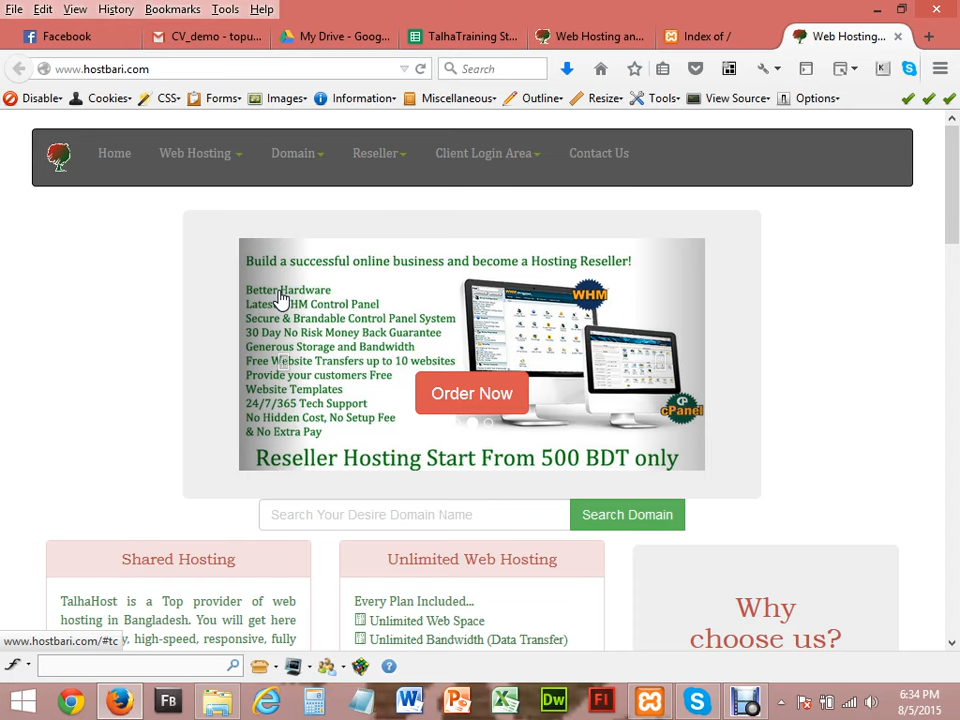 File Edit View History Bookmarks Tools Help
Facebook
CV_demo - topu...
My Drive - Goog...
TalhaTraining St...
Web Hosting an...
Index of /
Web Hosting...
www.hostbari.com
Search
Disable Cookies CSS Forms Images Information Miscellaneous Outline Resize Tools View Source Options
Home Web Hosting Domain Reseller Client Login Area Contact Us
Build a successful online business and become a Hosting Reseller!
Better Hardware
Latest WHM Control Panel
Secure & Brandable Control Panel System
30 Day No Risk Money Back Guarantee
Generous Storage and Bandwidth
Free Website Transfers up to 10 websites
Provide your customers Free
Website Templates
24/7/365 Tech Support
No Hidden Cost, No Setup Fee
& No Extra Pay
WHM
cPanel
Order Now
Reseller Hosting Start From 500 BDT only
Search Your Desire Domain Name
Search Domain
Shared Hosting
TalhaHost is a Top provider of web
hosting in Bangladesh. You will get here
high-speed, responsive, fully
Unlimited Web Hosting
Every Plan Included...
Unlimited Web Space
Unlimited Bandwidth (Data Transfer)
Why
choose us?
www.hostbari.com/#tc
6:34 PM
8/5/2015